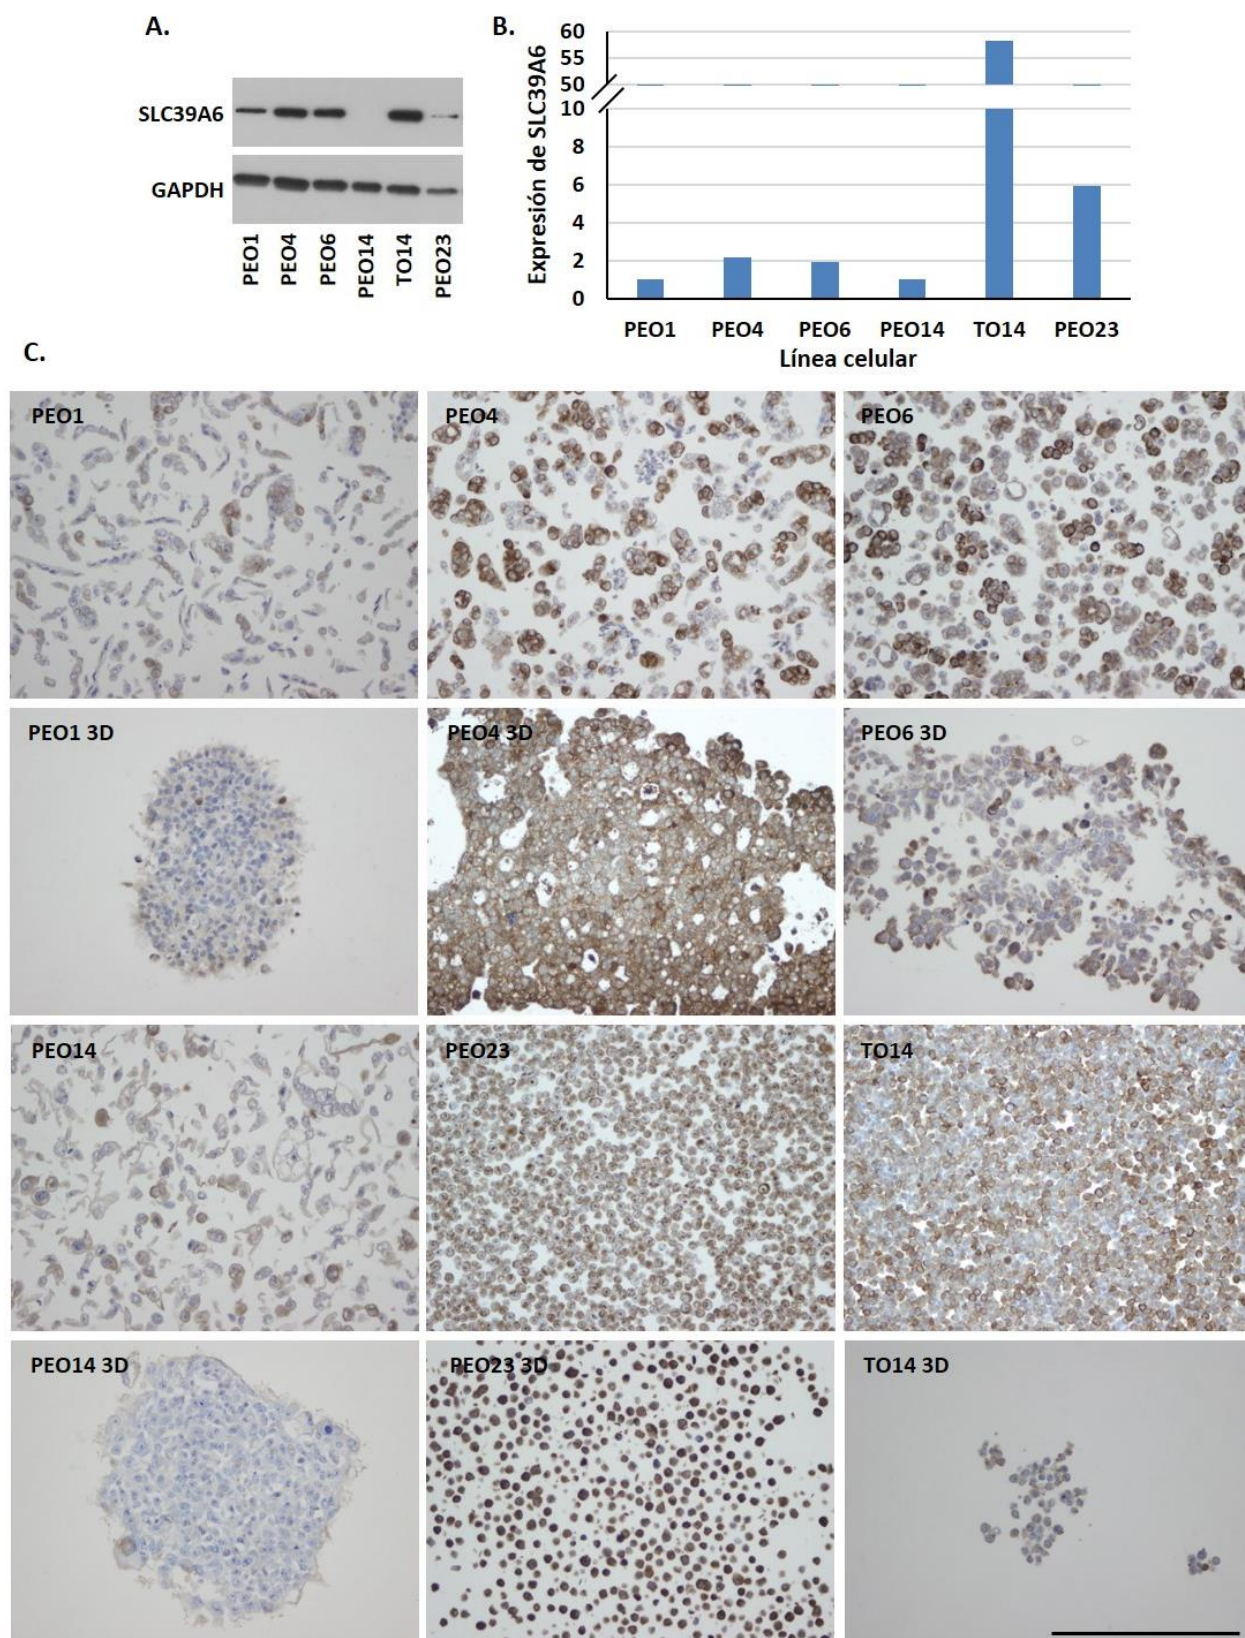 A.
SLC39A6
GAPDH
PEO1
PEO4
PEO6
PEO14
TO14
PEO23
B.
Expresión de SLC39A6
60
55
50
10
8
6
4
2
0
PEO1 PEO4 PEO6 PEO14 TO14 PEO23
Línea celular
C.
PEO1 PEO4 PEO6
PEO1 3D PEO4 3D PEO6 3D
PEO14 PEO23 TO14
PEO14 3D PEO23 3D TO14 3D